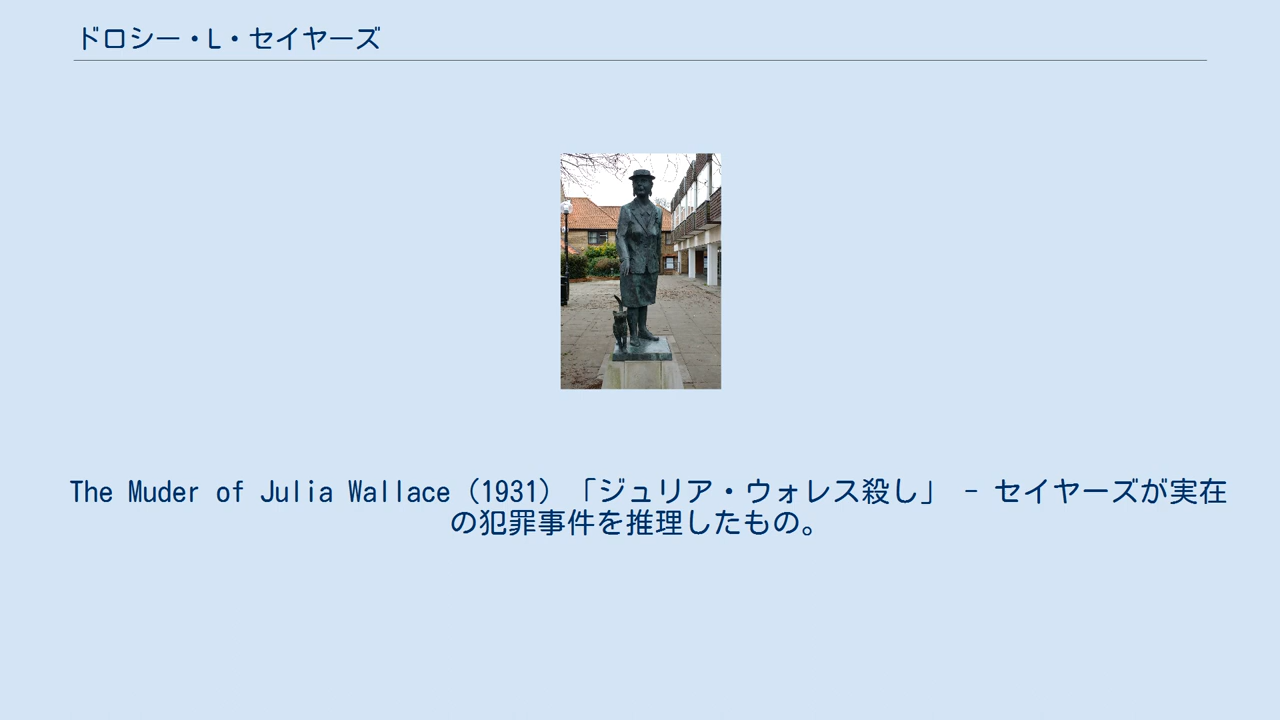 ドロシー・L・セイヤーズ
The Muder of Julia Wallace（1931）「ジュリア・ウォレス殺し」 - セイヤーズが実在
の犯罪事件を推理したもの。